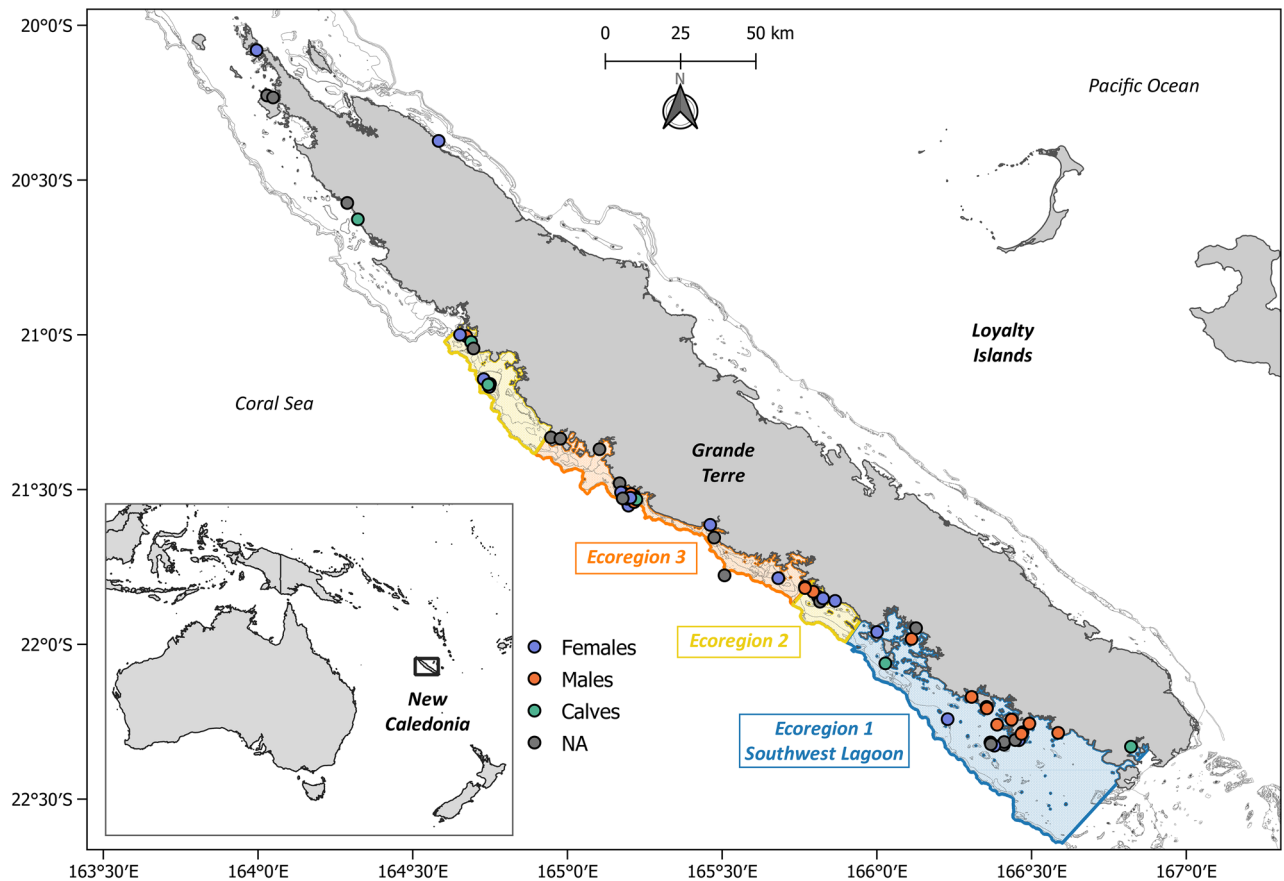 20°0'S
0 25 50 km
N
Pacific Ocean
20°30'S
21°0'S
Loyalty
Islands
Coral Sea
Grande
Terre
21°30'S
Ecoregion 3
22°0'S
Ecoregion 2
Females
Males
Calves
NA
New
Caledonia
Ecoregion 1
Southwest Lagoon
22°30'S
163°30'E 164°0'E 164°30'E 165°0'E 165°30'E 166°0'E 166°30'E 167°0'E